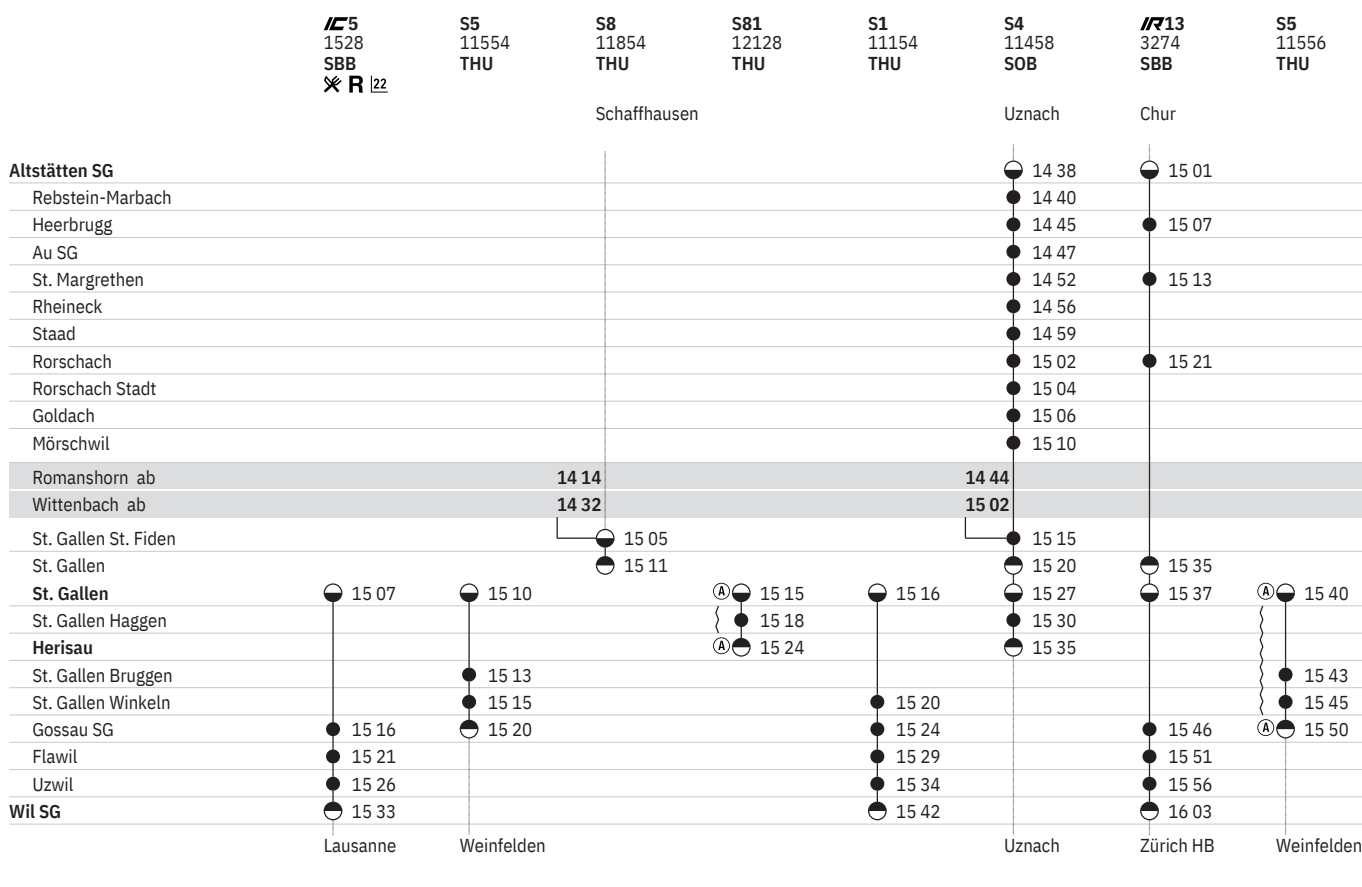 IC5 S5 S8 S81 S1 S4 IR13 S5
1528 11554 11854 12128 11154 11458 3274 11556
SBB THU THU THU THU SOB SBB THU
R 22
Schaffhausen Uznach Chur
Altstätten SG 14 38 15 01
Rebstein-Marbach 14 40
Heerbrugg 14 45 15 07
Au SG 14 47
St. Margrethen 14 52 15 13
Rheineck 14 56
Staad 14 59
Rorschach 15 02 15 21
Rorschach Stadt 15 04
Goldach 15 06
Mörschwil 15 10
Romanshorn ab 14 14 14 44
Wittenbach ab 14 32 15 02
St. Gallen St. Fiden 15 05 15 15
St. Gallen 15 11 15 20 15 35
St. Gallen 15 07 15 10 A 15 15 15 16 15 27 15 37 A 15 40
St. Gallen Haggen 15 18 15 30
Herisau A 15 24 15 35
St. Gallen Bruggen 15 13 15 43
St. Gallen Winkeln 15 15 15 20 15 45
Gossau SG 15 16 15 20 15 24 15 46 A 15 50
Flawil 15 21 15 29 15 51
Uzwil 15 26 15 34 15 56
Wil SG 15 33 15 42 16 03
Lausanne Weinfelden Uznach Zürich HB Weinfelden